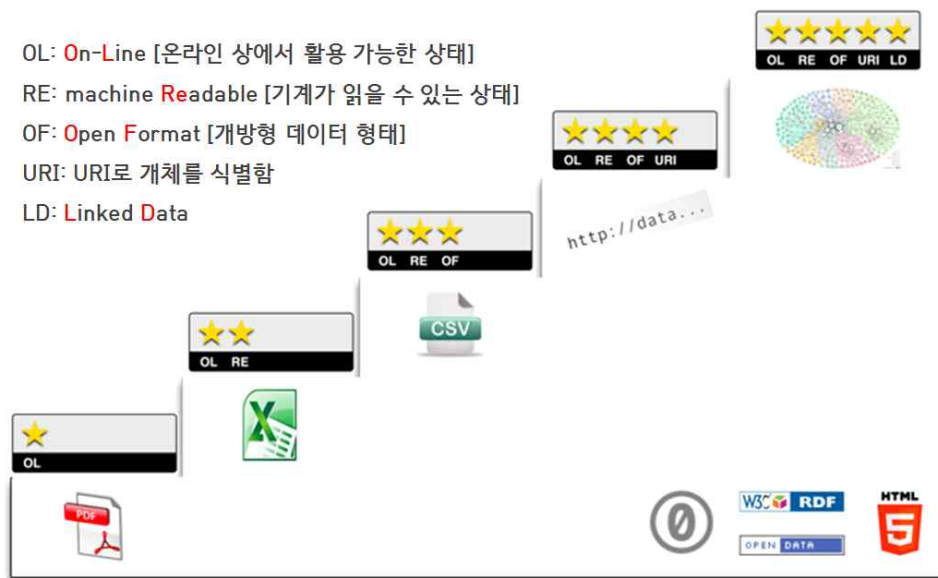 OL: On-Line [온라인 상에서 활용 가능한 상태]
RE: machine Readable [기계가 읽을 수 있는 상태]
OF: Open Format [개방형 데이터 형태]
URI: URI로 개체를 식별함
LD: Linked Data
OL RE OF URI LD
OL RE OF URI
http://data...
OL RE OF
CSV
OL RE
X
OL
PDF
0
W3C RDF
OPEN DATA
HTML
5